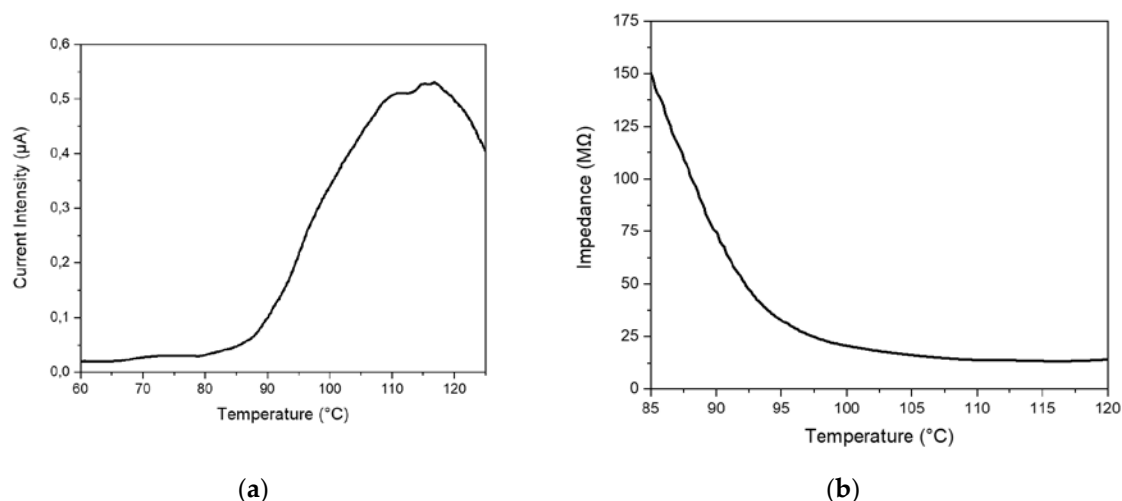 0,6
0,5
0,4
0,3
0,2
0,1
0,0
60 70 80 90 100 110 120
Current Intensity (µA)
Temperature (°C)
(a)
175
150
125
100
75
50
25
0
85 90 95 100 105 110 115 120
Impedance (MΩ)
Temperature (°C)
(b)